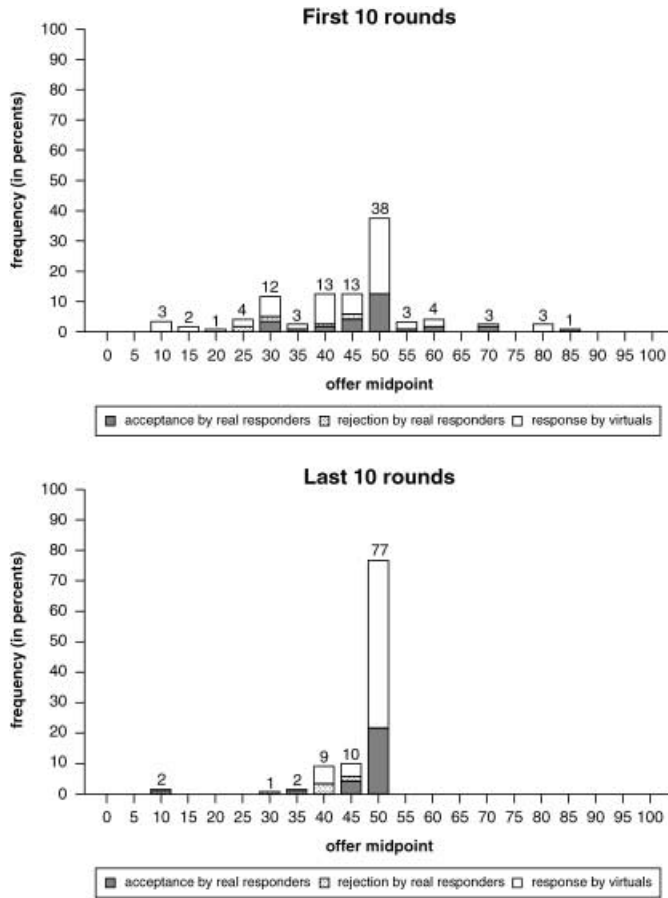 First 10 rounds
frequency (in percents)
100
90
80
70
60
50
40
30
20
10
0
3 2 1 4 12 3 13 13 38 3 4 3 3 1
0 5 10 15 20 25 30 35 40 45 50 55 60 65 70 75 80 85 90 95 100
offer midpoint
acceptance by real responders rejection by real responders response by virtuals
Last 10 rounds
frequency (in percents)
100
90
80
70
60
50
40
30
20
10
0
2 1 2 9 10 77
0 5 10 15 20 25 30 35 40 45 50 55 60 65 70 75 80 85 90 95 100
offer midpoint
acceptance by real responders rejection by real responders response by virtuals